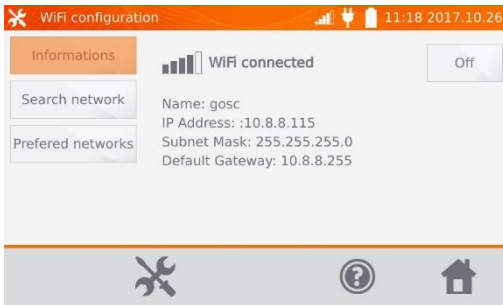 WiFi configuration
11:18 2017.10.26
Informations
WiFi connected
Off
Search network
Prefered networks
Name: gosc
IP Address: :10.8.8.115
Subnet Mask: 255.255.255.0
Default Gateway: 10.8.8.255
?